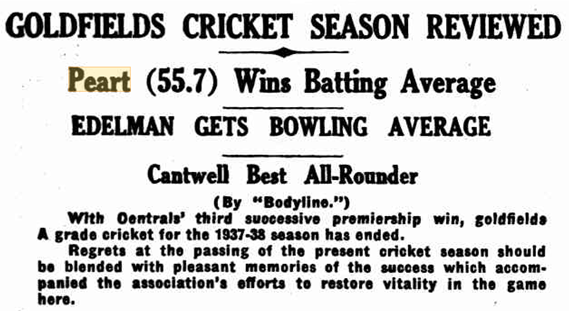 GOLDFIELDS CRICKET SEASON REVIEWED
Peart (55.7) Wins Batting Average
EDELMAN GETS BOWLING AVERAGE
Cantwell Best All-Rounder
(By "Bodyline.")
With Centrals' third successive premiership win, goldfields
A grade cricket for the 1937-38 season has ended.
Regrets at the passing of the present cricket season should
be blended with pleasant memories of the success which accom-
panied the association's efforts to restore vitality in the game
here.